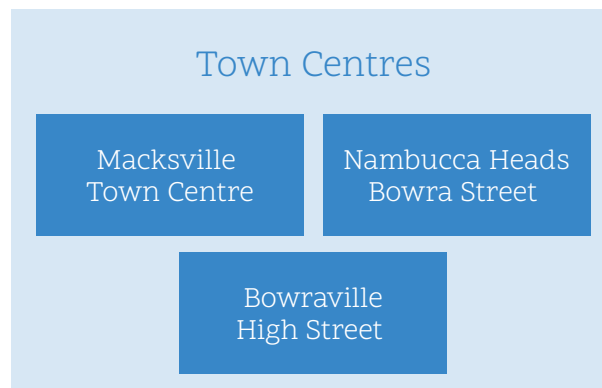 Town Centres
Macksville
Town Centre
Nambucca Heads
Bowra Street
Bowraville
High Street